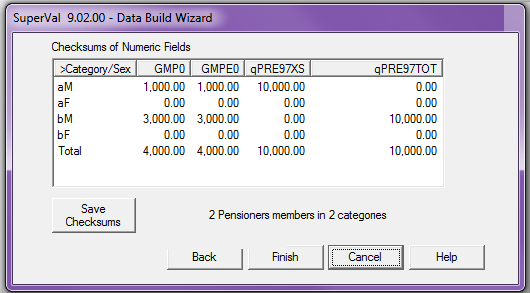 SuperVal 9.02.00 - Data Build Wizard
Checksums of Numeric Fields
>Category/Sex GMP0 GMPE0 qPRE97XS qPRE97TOT
aM 1,000.00 1,000.00 10,000.00 0.00
aF 0.00 0.00 0.00 0.00
bM 3,000.00 3,000.00 0.00 10,000.00
bF 0.00 0.00 0.00 0.00
Total 4,000.00 4,000.00 10,000.00 10,000.00
Save
Checksums
2 Pensioners members in 2 categories
Back Finish Cancel Help